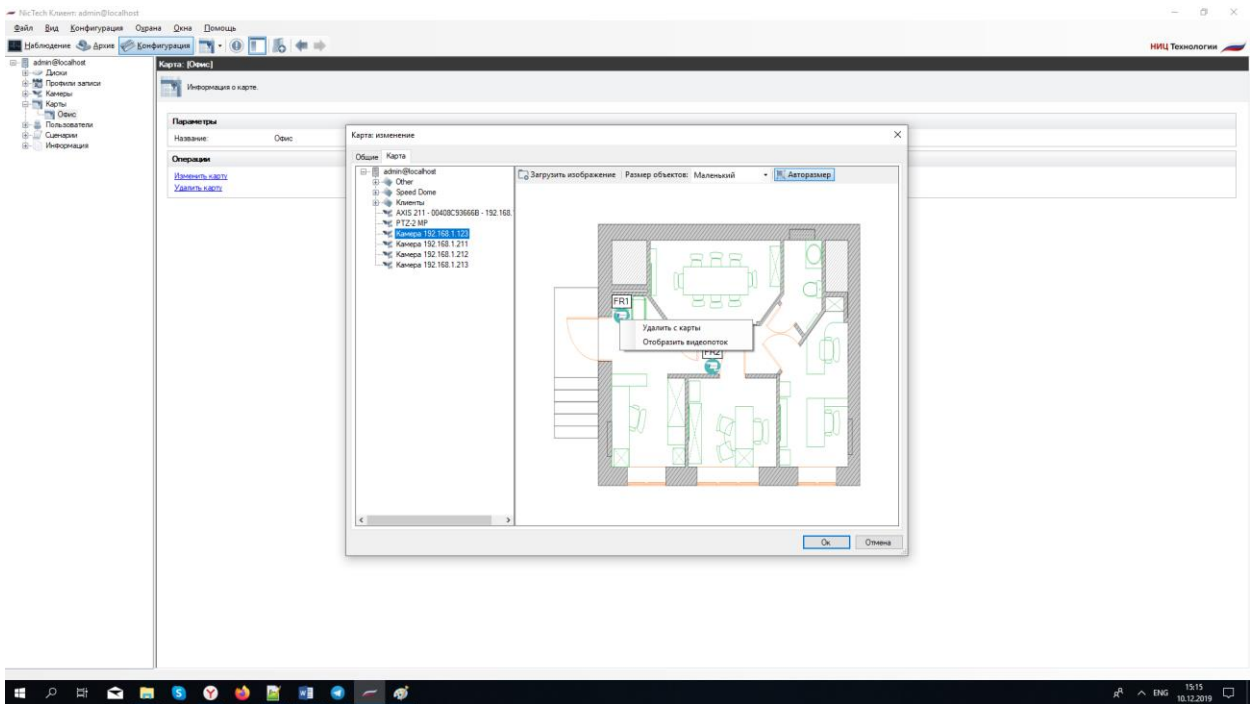 NicTech Клиент: admin@localhost
Файл Вид Конфигурация Охрана Окна Помощь
Наблюдение Архив Конфигурация
НИЦ Технологии
admin@localhost
Диски
Профили записи
Камеры
Карты
Офис
Пользователи
Сценарии
Информация
Карта: [Офис]
Информация о карте.
Параметры
Название: Офис
Операции
Изменить карту
Удалить карту
Карта: изменение
Общие Карта
admin@localhost
Other
Speed Dome
Клиенты
AXIS 211 - 00408C93666B - 192.168.
PTZ-2 MP
Камера 192.168.1.123
Камера 192.168.1.211
Камера 192.168.1.212
Камера 192.168.1.213
Загрузить изображение Размер объектов: Маленький Авторазмер
FR1
Удалить с карты
Отобразить видеопоток
FR2
Ок Отмена
ENG
15:15
10.12.2019